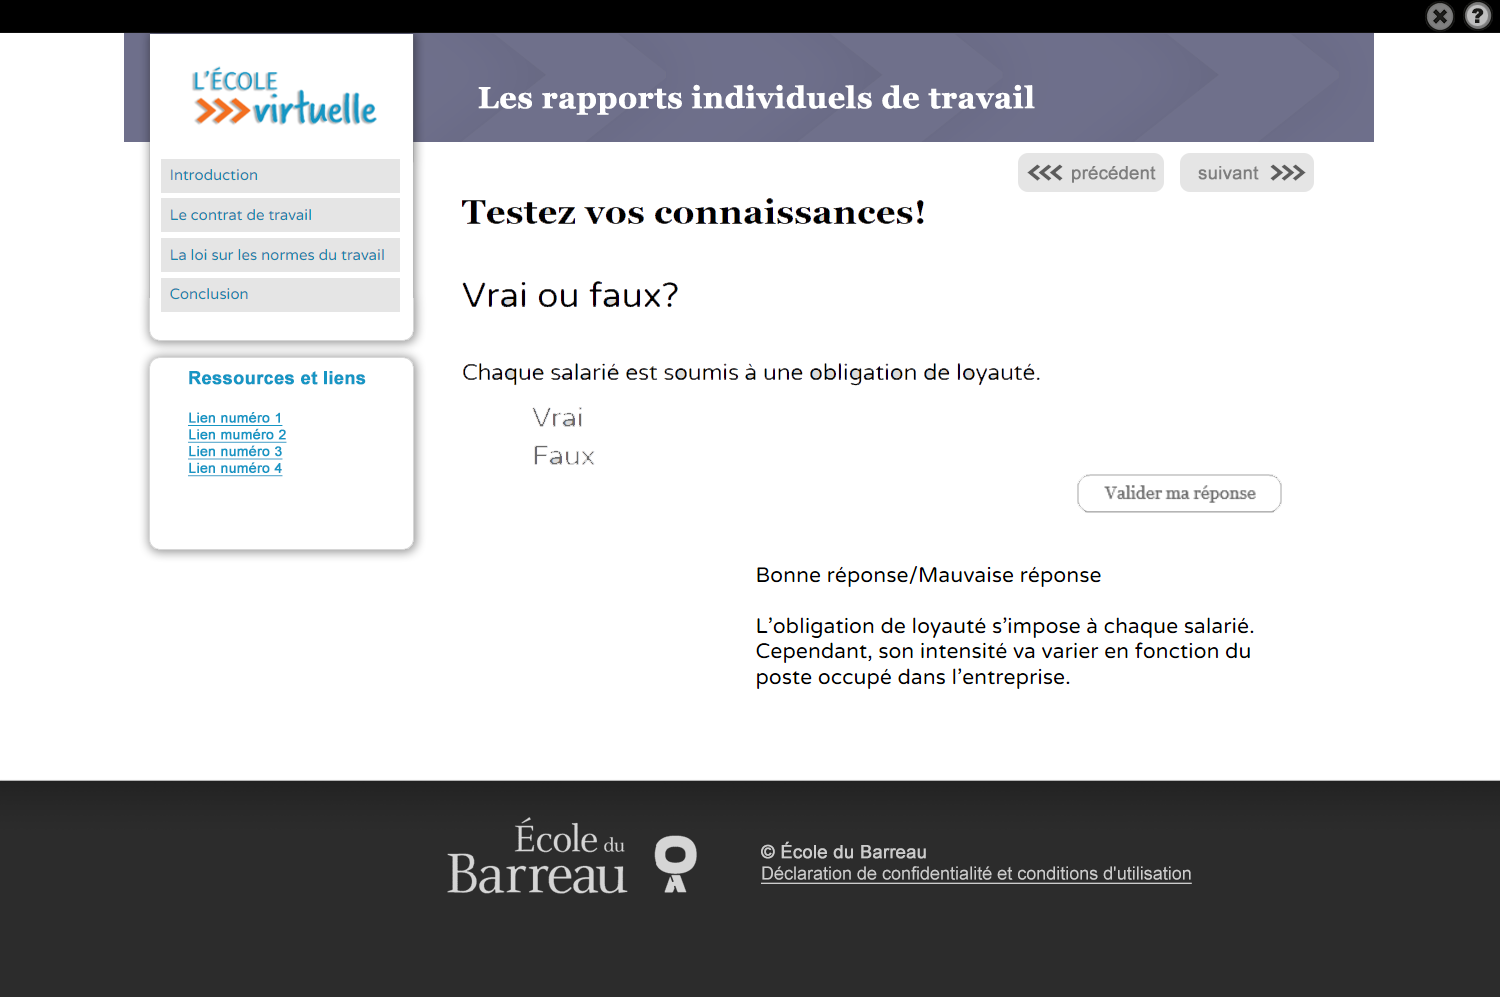 L'ÉCOLE
virtuelle
Les rapports individuels de travail
Introduction
Le contrat de travail
La loi sur les normes du travail
Conclusion
Ressources et liens
Lien numéro 1
Lien muméro 2
Lien numéro 3
Lien numéro 4
précédent
suivant
Testez vos connaissances!
Vrai ou faux?
Chaque salarié est soumis à une obligation de loyauté.
Vrai
Faux
Valider ma réponse
Bonne réponse/Mauvaise réponse
L'obligation de loyauté s'impose à chaque salarié.
Cependant, son intensité va varier en fonction du
poste occupé dans l'entreprise.
École du
Barreau
© École du Barreau
Déclaration de confidentialité et conditions d'utilisation